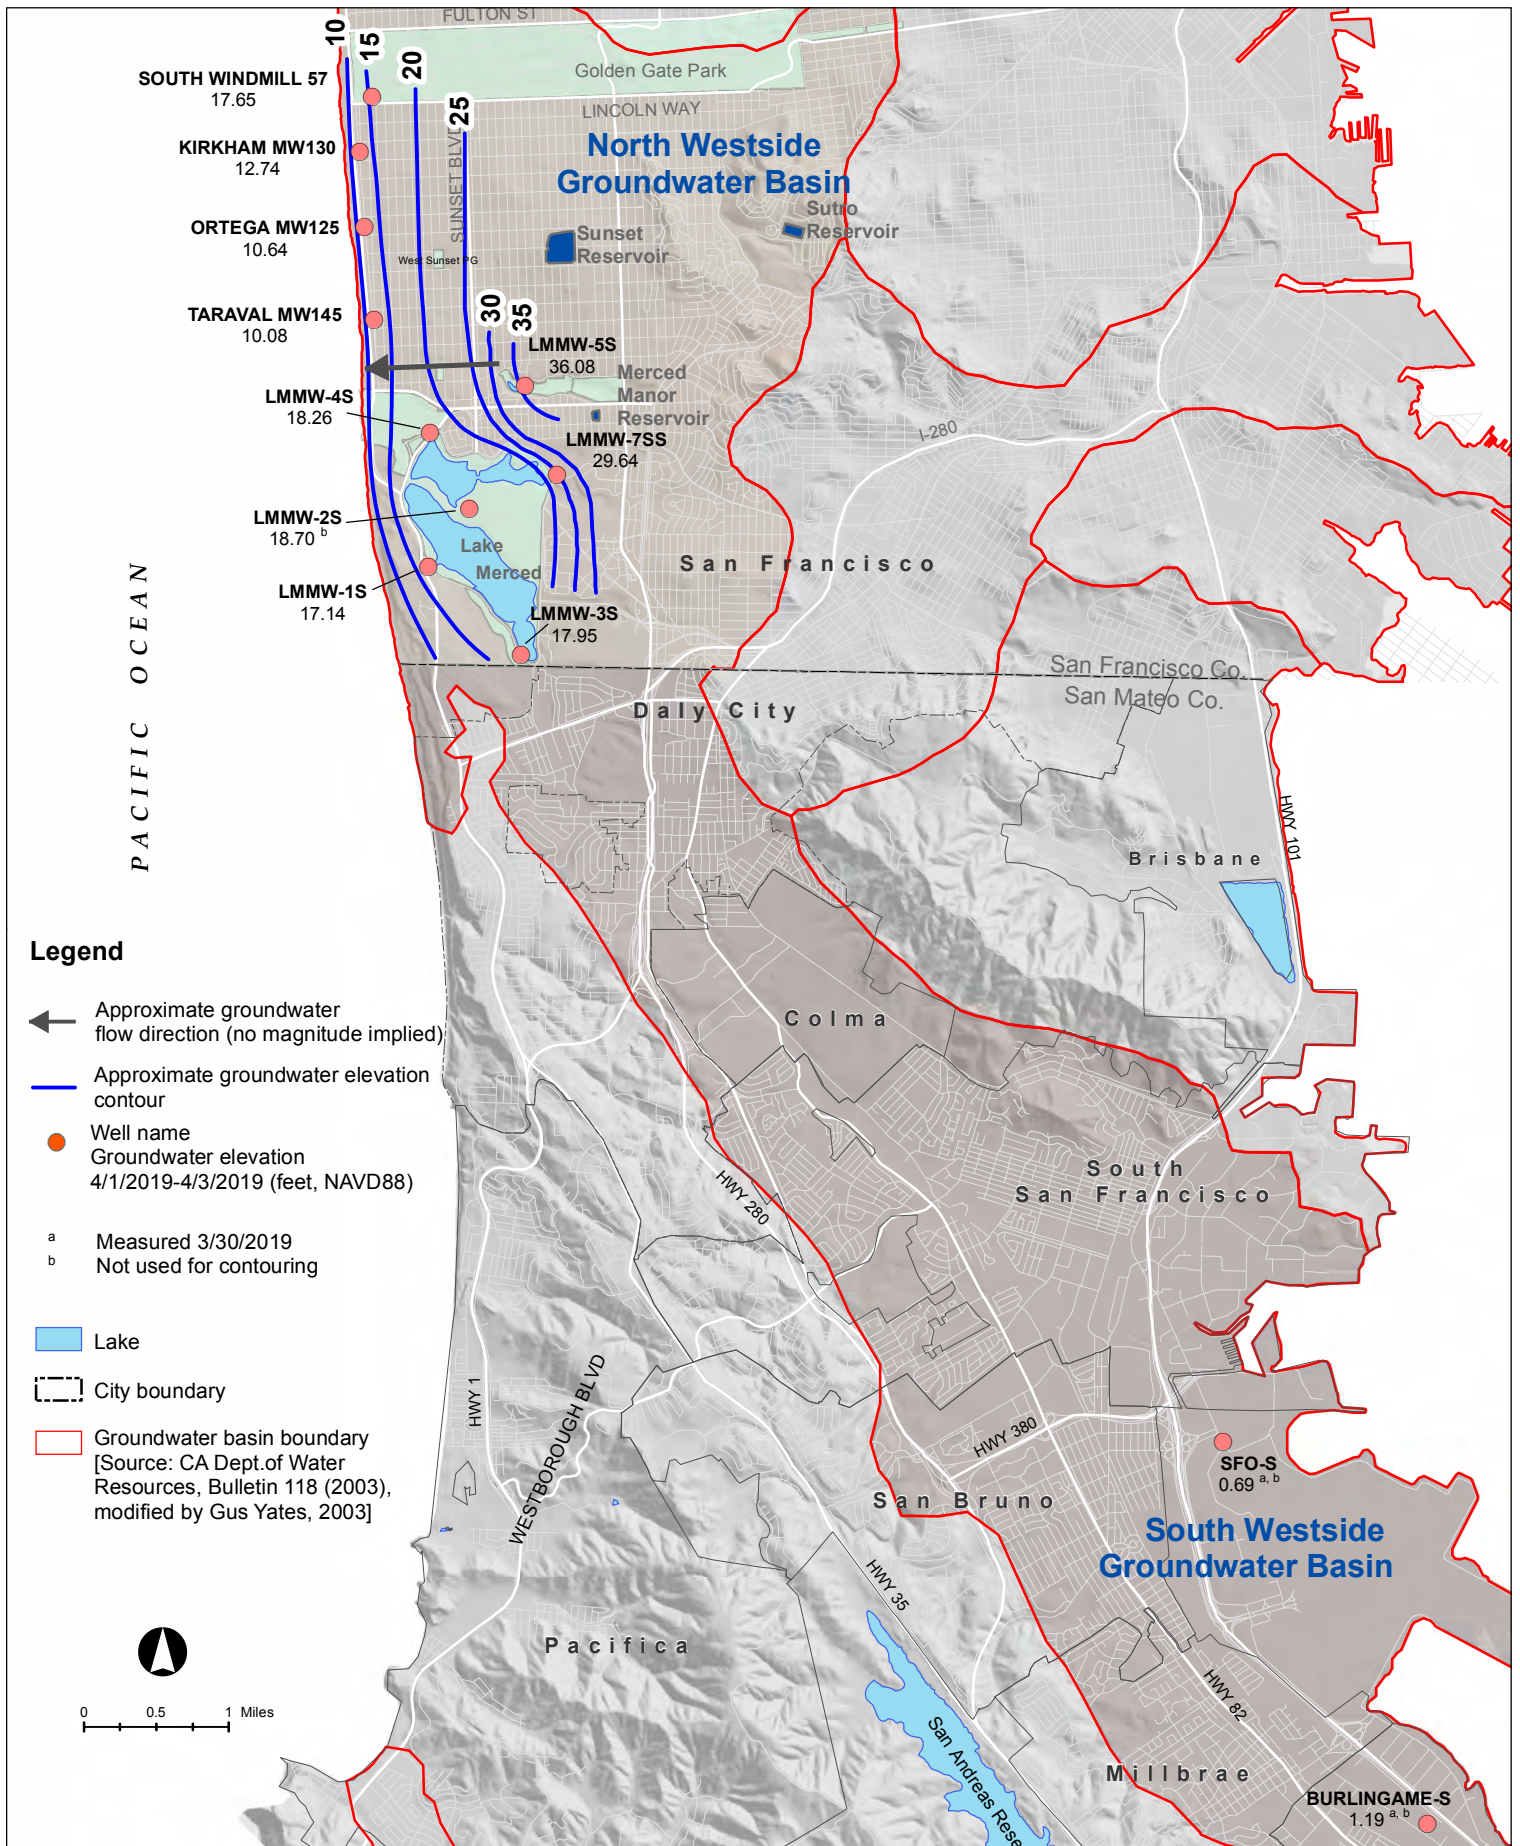 FULTON ST
10
15
20
25
SOUTH WINDMILL 57
17.65
Golden Gate Park
LINCOLN WAY
KIRKHAM MW130
12.74
North Westside
Groundwater Basin
SUNSET BLVD
ORTEGA MW125
10.64
Sutro
Reservoir
Sunset
Reservoir
West Sunset PG
TARAVAL MW145
10.08
30
35
LMMW-5S
36.08
Merced
Manor
Reservoir
LMMW-4S
18.26
LMMW-7SS
29.64
I-280
LMMW-2S
18.70 b
Lake
Merced
San Francisco
LMMW-1S
17.14
LMMW-3S
17.95
PACIFIC OCEAN
San Francisco Co.
San Mateo Co.
Daly City
HWY 101
Brisbane
Colma
Legend
Approximate groundwater
flow direction (no magnitude implied)
Approximate groundwater elevation
contour
Well name
Groundwater elevation
4/1/2019-4/3/2019 (feet, NAVD88)
a Measured 3/30/2019
b Not used for contouring
Lake
City boundary
Groundwater basin boundary
[Source: CA Dept.of Water
Resources, Bulletin 118 (2003),
modified by Gus Yates, 2003]
South
San Francisco
HWY 280
HWY 1
WESTBOROUGH BLVD
HWY 380
SFO-S
0.69 a, b
San Bruno
South Westside
Groundwater Basin
HWY 35
Pacifica
HWY 82
San Andreas Rese
Millbrae
BURLINGAME-S
1.19 a, b
0 0.5 1 Miles